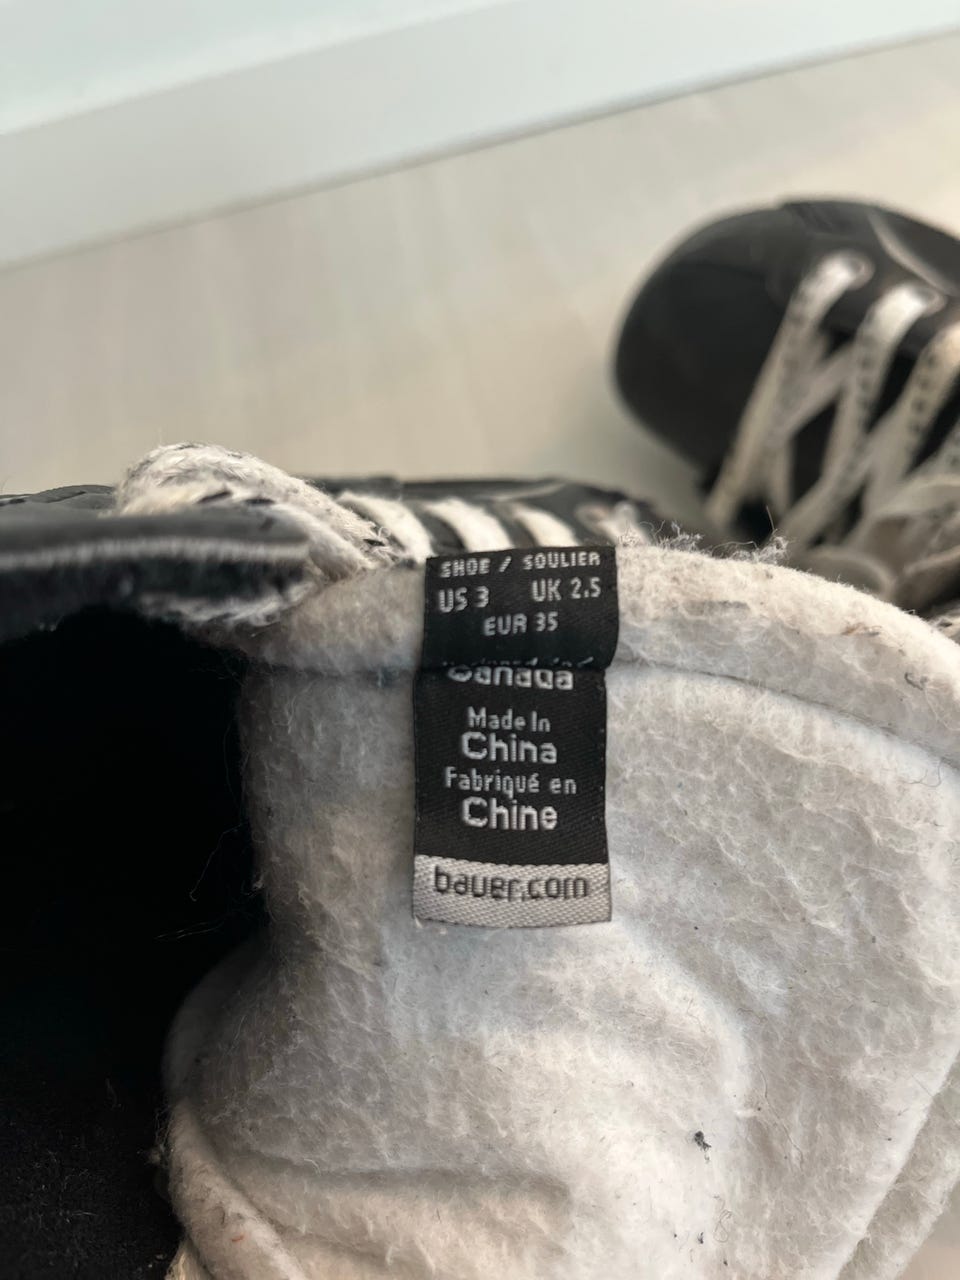 SHOE / SOULIER
US 3 UK 2.5
EUR 35
Canada
Made In
China
Fabriqué en
Chine
bauer.com